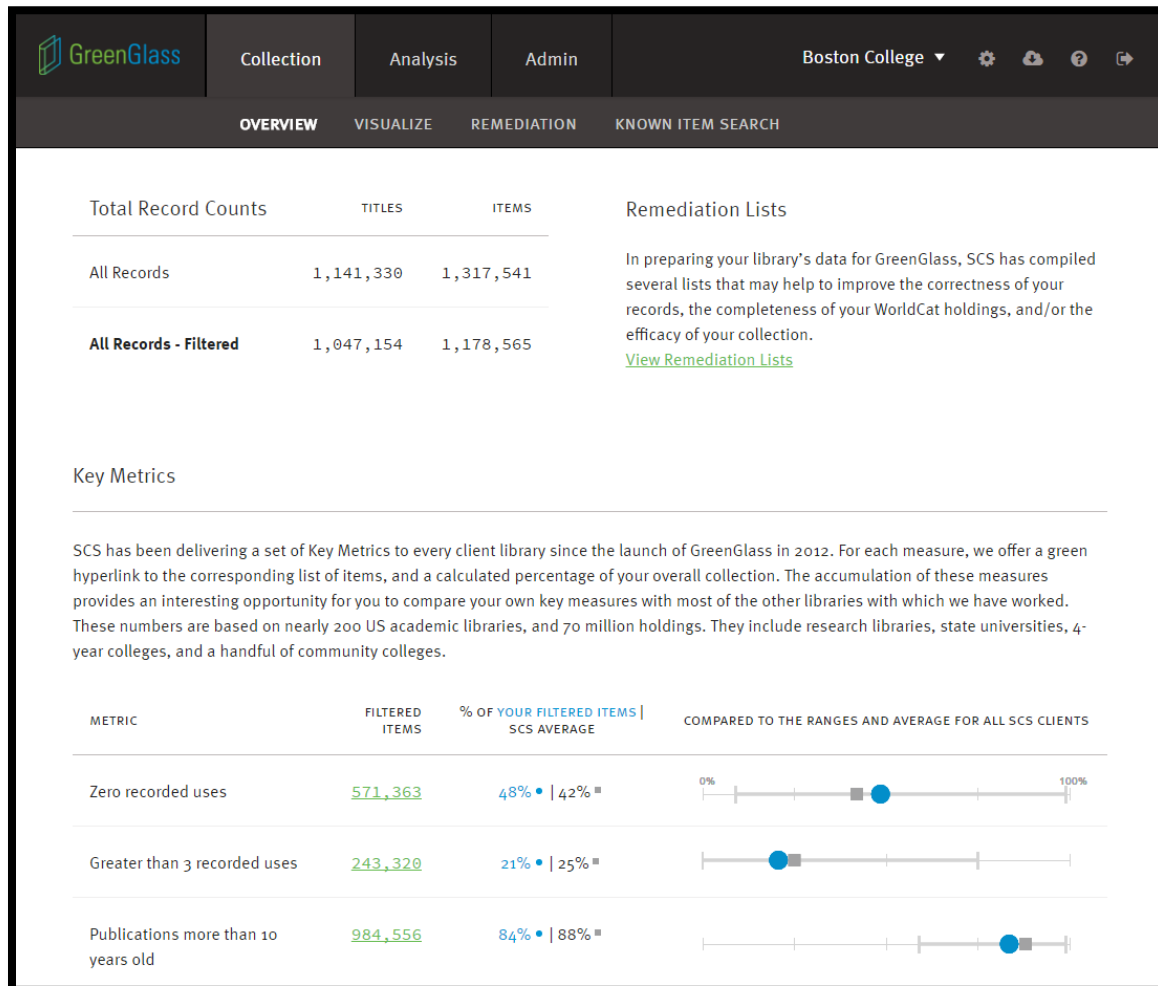 GreenGlass
Collection
Analysis
Admin
Boston College
OVERVIEW
VISUALIZE
REMEDIATION
KNOWN ITEM SEARCH
Total Record Counts TITLES ITEMS
All Records 1,141,330 1,317,541
All Records - Filtered 1,047,154 1,178,565
Remediation Lists
In preparing your library's data for GreenGlass, SCS has compiled
several lists that may help to improve the correctness of your
records, the completeness of your WorldCat holdings, and/or the
efficacy of your collection.
View Remediation Lists
Key Metrics
SCS has been delivering a set of Key Metrics to every client library since the launch of GreenGlass in 2012. For each measure, we offer a green
hyperlink to the corresponding list of items, and a calculated percentage of your overall collection. The accumulation of these measures
provides an interesting opportunity for you to compare your own key measures with most of the other libraries with which we have worked.
These numbers are based on nearly 200 US academic libraries, and 70 million holdings. They include research libraries, state universities, 4-
year colleges, and a handful of community colleges.
METRIC
FILTERED
ITEMS
% OF YOUR FILTERED ITEMS |
SCS AVERAGE
COMPARED TO THE RANGES AND AVERAGE FOR ALL SCS CLIENTS
Zero recorded uses 571,363 48% • | 42% ■ 0% 100%
Greater than 3 recorded uses 243,320 21% • | 25% ■
Publications more than 10
years old
984,556 84% • | 88% ■